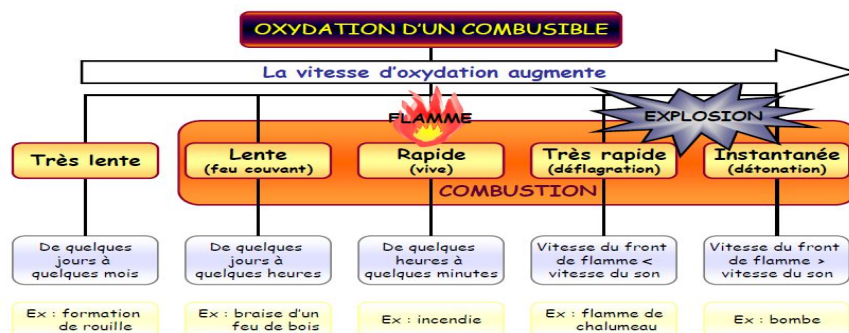 OXYDATION D'UN COMBUSIBLE
La vitesse d'oxydation augmente
FLAMME
EXPLOSION
Très lente
Lente
(feu couvant)
Rapide
(vive)
Très rapide
(déflagration)
Instantanée
(détonation)
COMBUSTION
De quelques
jours à
quelques mois
De quelques
jours à
quelques heures
De quelques
heures à
quelques minutes
Vitesse du front
de flamme <
vitesse du son
Vitesse du front
de flamme >
vitesse du son
Ex : formation
de rouille
Ex : braise d'un
feu de bois
Ex : incendie
Ex : flamme de
chalumeau
Ex : bombe